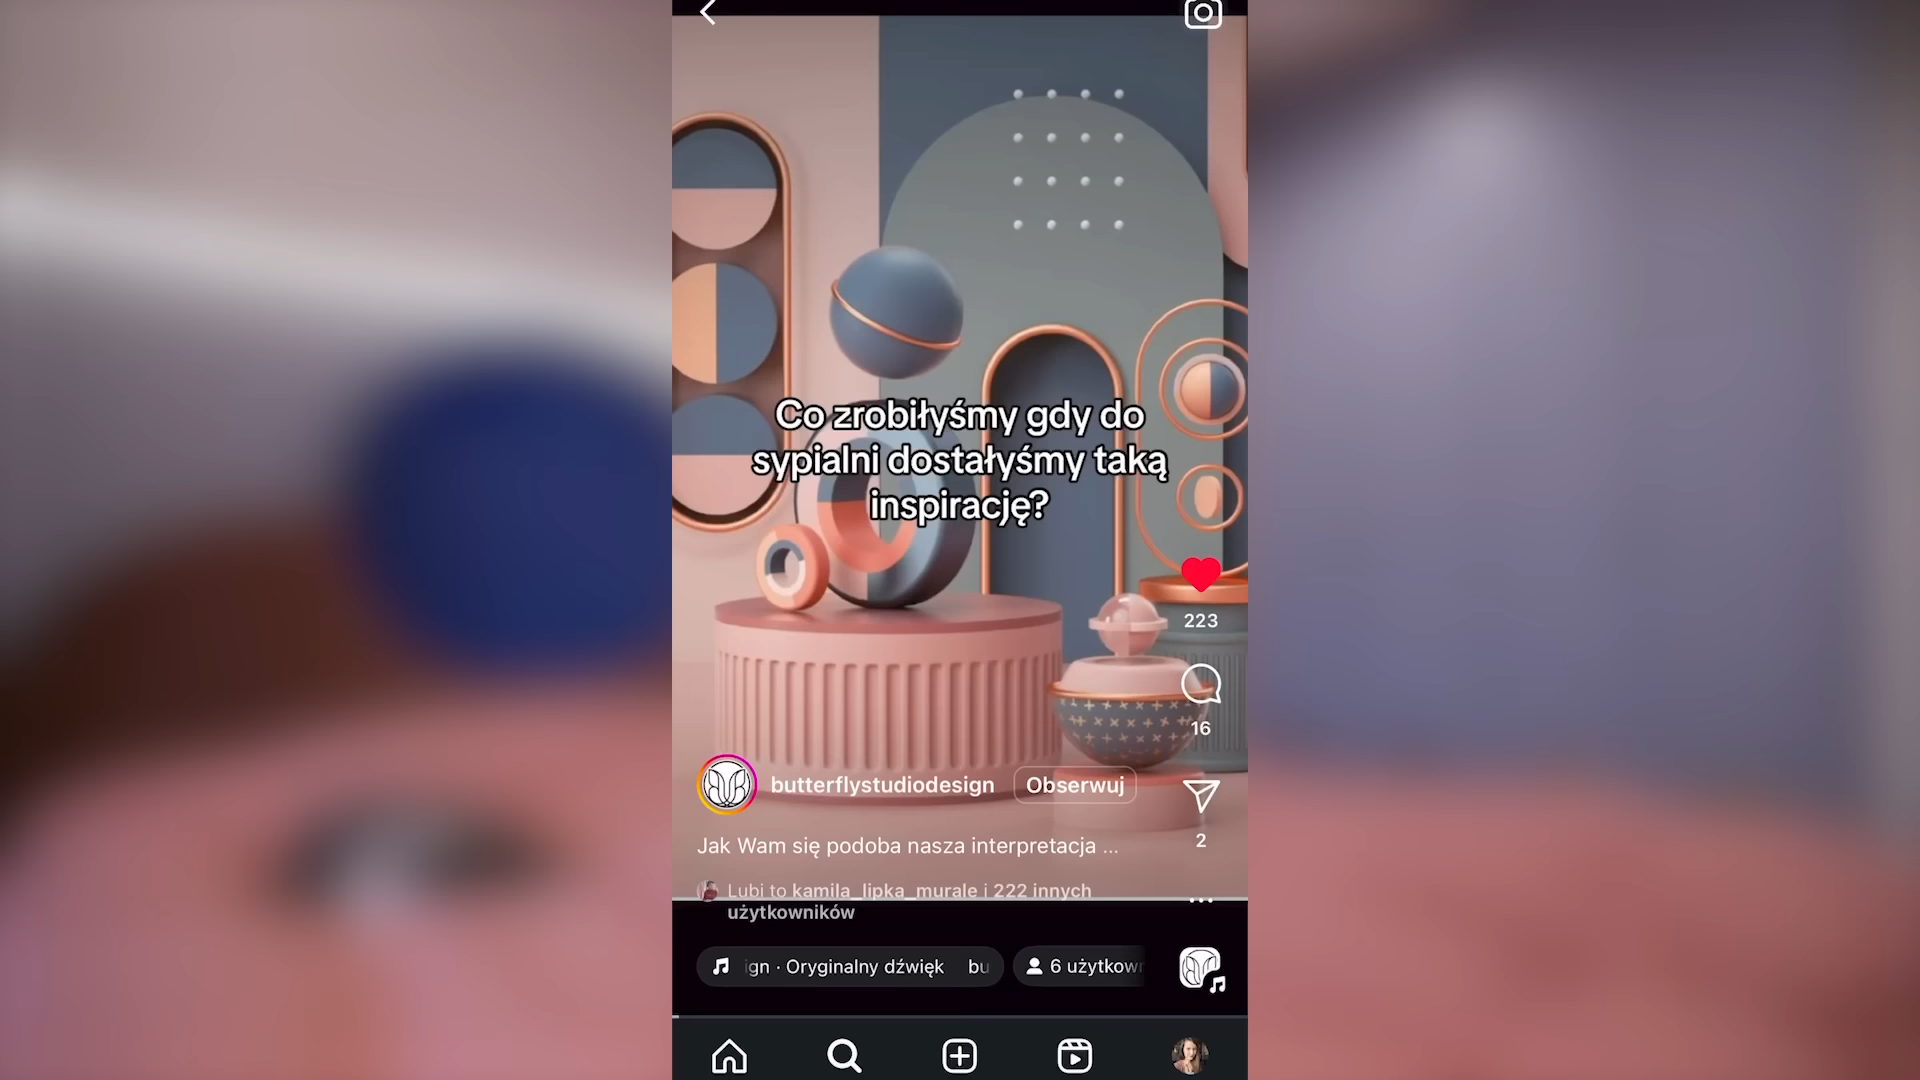 Co zrobiłyśmy gdy do
sypialni dostałyśmy taką
inspirację?
223
16
butterflystudiodesign Obserwuj
2
Jak Wam się podoba nasza interpretacja ...
Lubi to kamila_lipka_murale i 222 innych
użytkowników
ign · Oryginalny dźwięk bu
6 użytkown